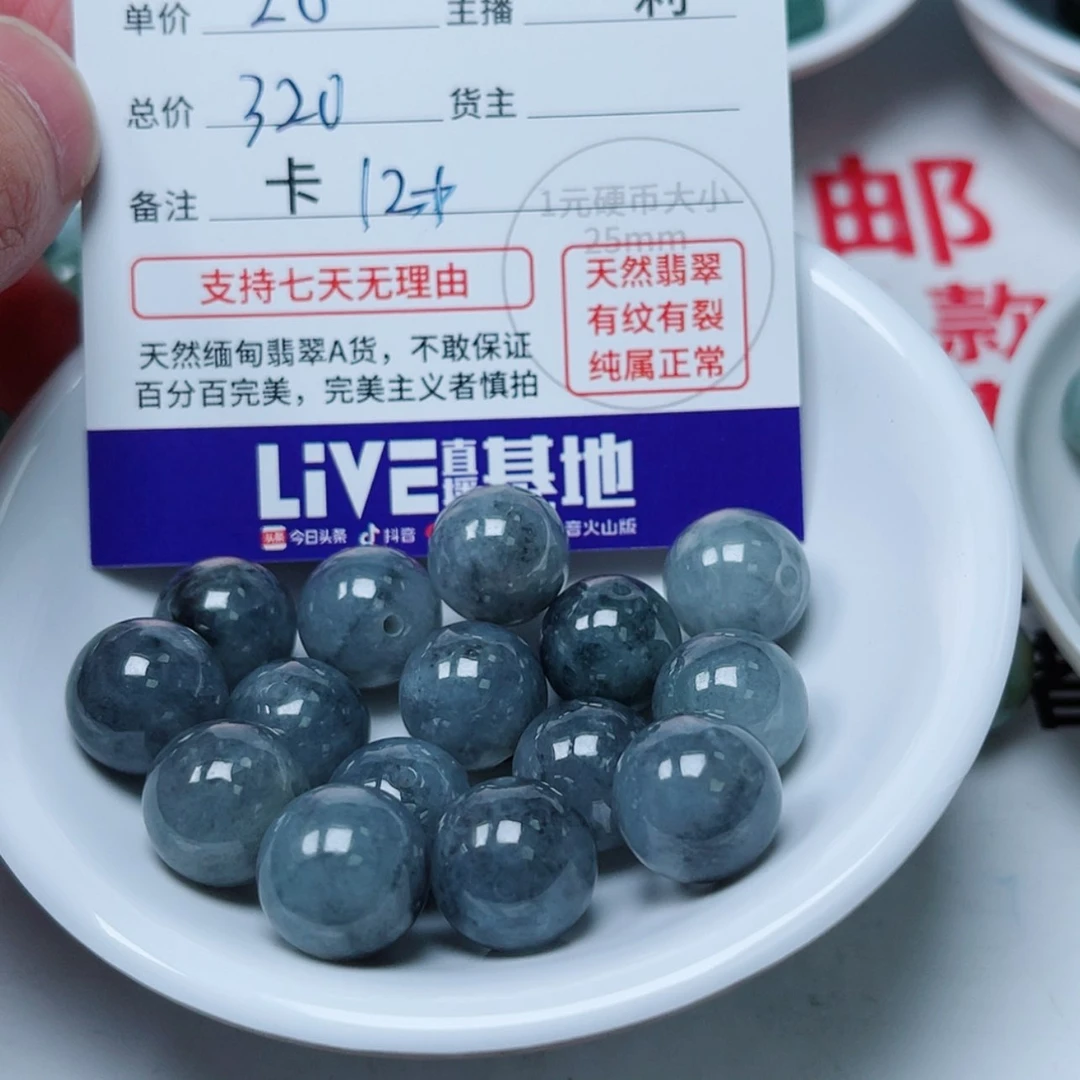 单价 20 主播 利
总价 320 货主
备注 卡 12+
1元硬币大小
25mm
支持七天无理由
天然翡翠
有纹有裂
纯属正常
天然缅甸翡翠A货，不敢保证
百分百完美，完美主义者慎拍
LiVE直播基地
头条 今日头条 抖音 音火山版
邮
款